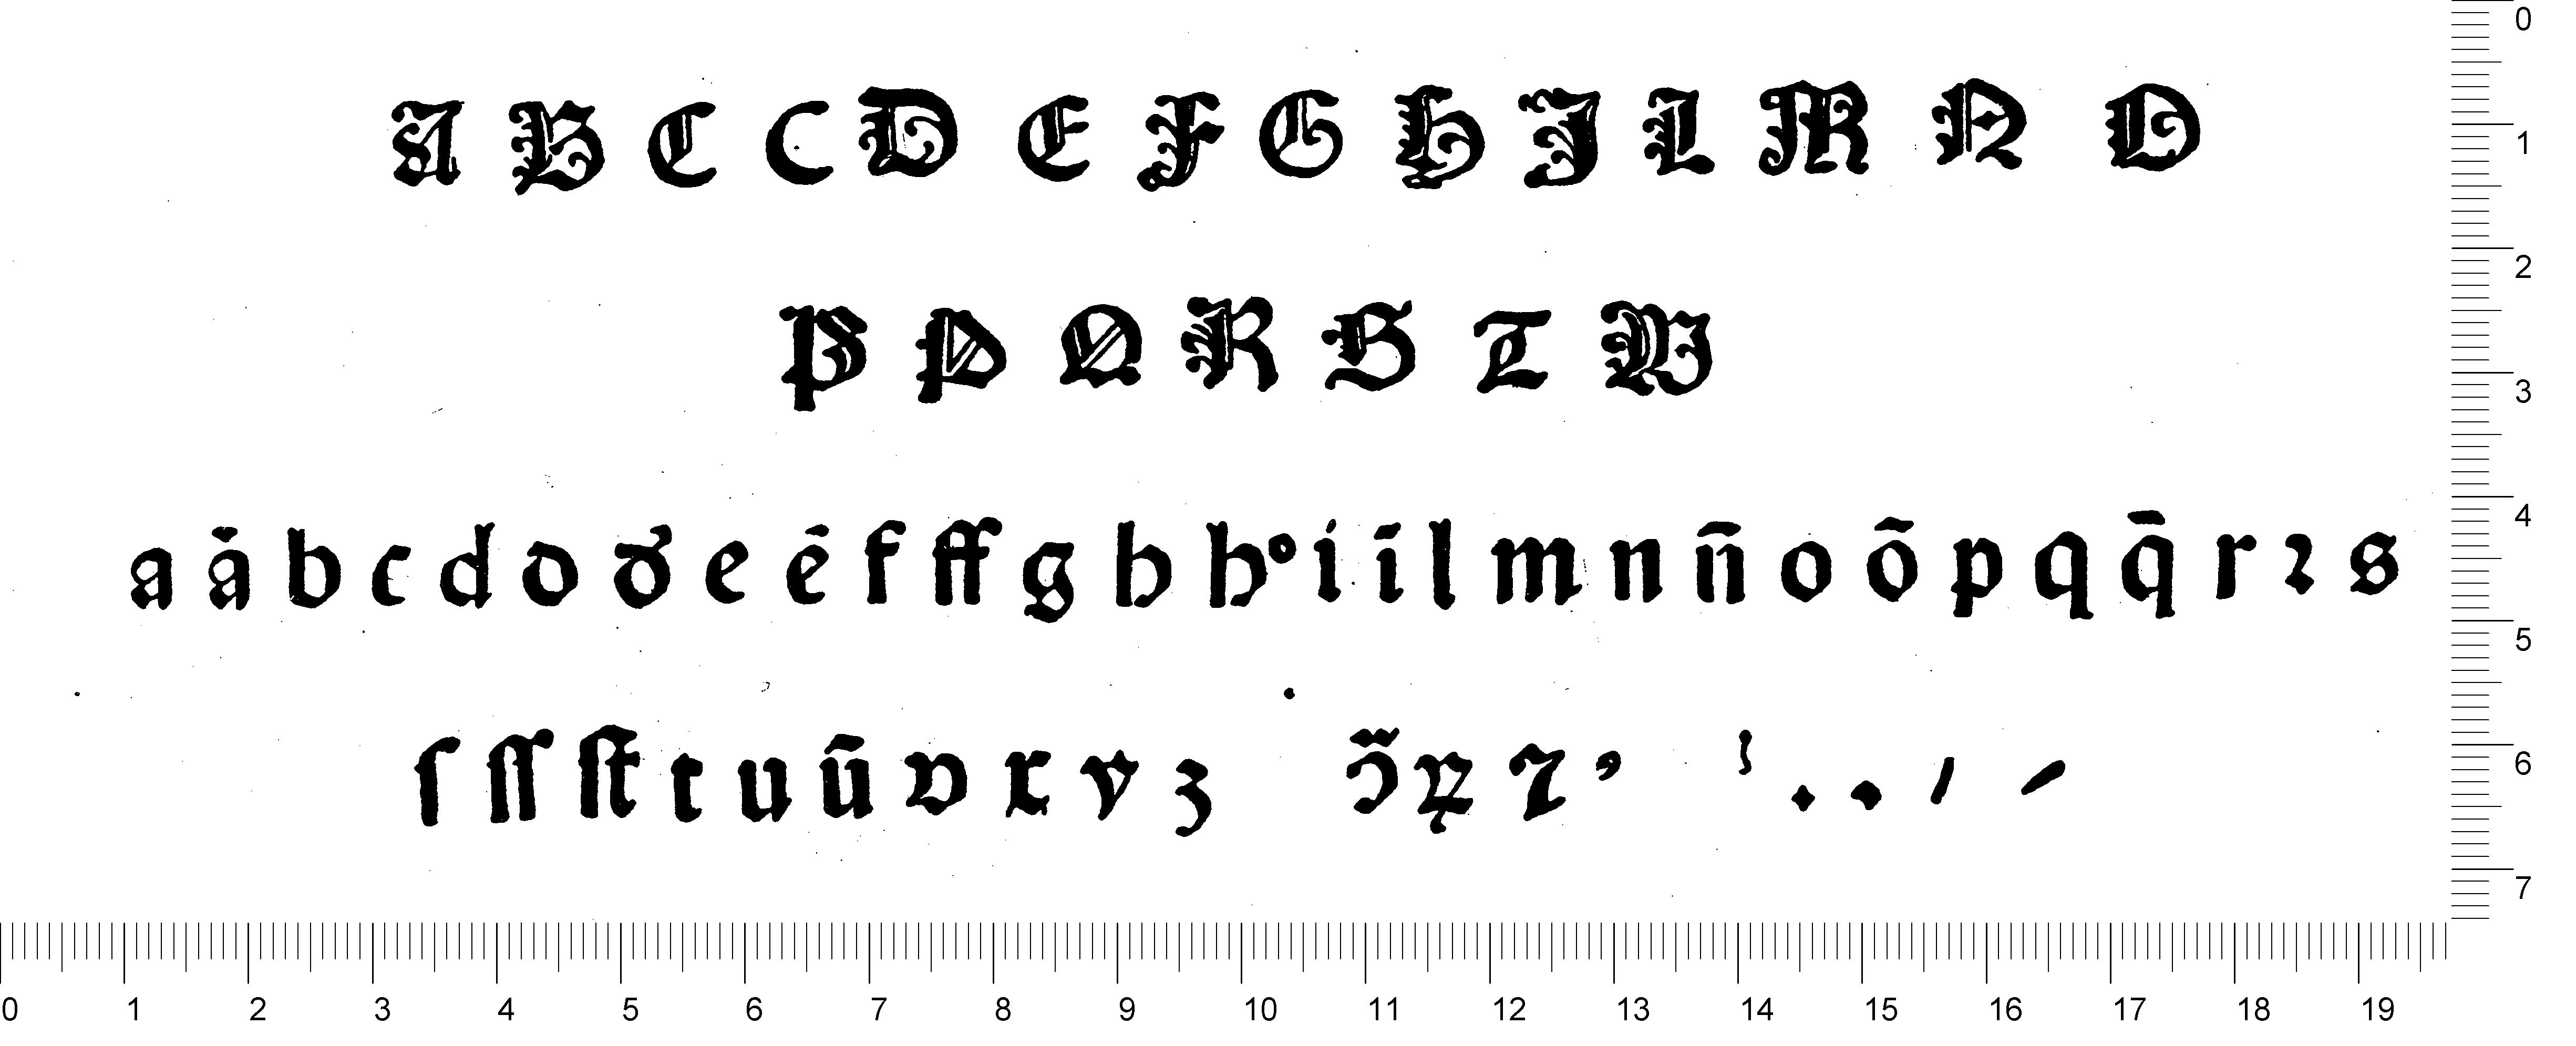 A B C C D E F G H I L M N O
P P Q R S T W
a ā b c d d ď e ē f ff g h hͦ i ī l m n n̄ o ō p q q̄ r ꝛ s
ſ ſſ ſt t u ū v x y z ɔ̃ ꝶ ⁊ ꝰ ⸱ . . / -
0 1 2 3 4 5 6 7
0 1 2 3 4 5 6 7 8 9 10 11 12 13 14 15 16 17 18 19